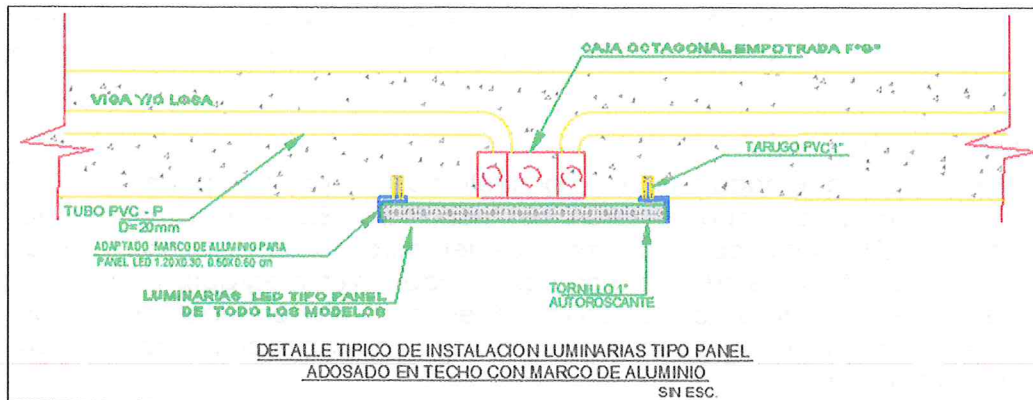 CAJA OCTAGONAL EMPOTRADA F°G°
VIGA Y/O LOSA
TARUGO PVC 1"
TUBO PVC - P
D=20mm
ADAPTADO MARCO DE ALUMINIO PARA
PANEL LED 1.20X0.30, 0.60X0.60 cm
LUMINARIAS LED TIPO PANEL
DE TODO LOS MODELOS
TORNILLO 1"
AUTOROSCANTE
DETALLE TIPICO DE INSTALACION LUMINARIAS TIPO PANEL
ADOSADO EN TECHO CON MARCO DE ALUMINIO
SIN ESC.